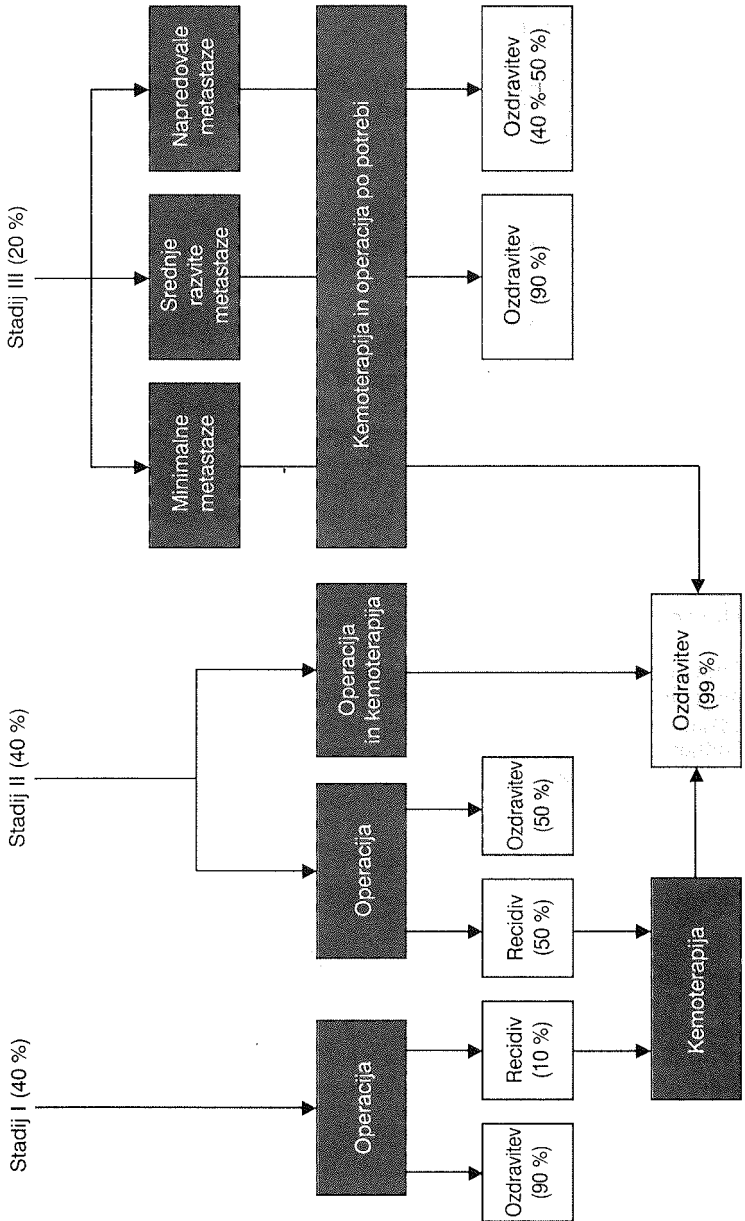 Stadij I (40 %)
Operacija
Ozdravitev
(90 %)
Recidiv
(10 %)
Stadij II (40 %)
Operacija
Recidiv
(50 %)
Ozdravitev
(50 %)
Kemoterapija
Operacija
in kemoterapija
Ozdravitev
(99 %)
Stadij III (20 %)
Minimalne
metastaze
Srednje
razvite
metastaze
Napredovale
metastaze
Kemoterapija in operacija po potrebi
Ozdravitev
(90 %)
Ozdravitev
(40 %–50 %)